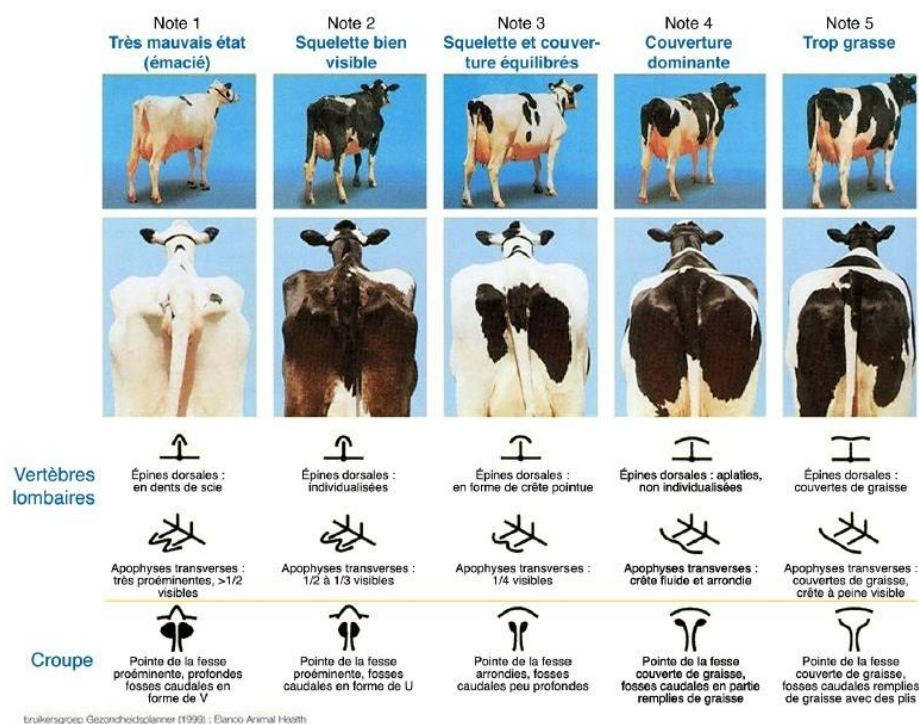 Note 1
Très mauvais état
(émacié)
Note 2
Squelette bien
visible
Note 3
Squelette et couver-
ture équilibrés
Note 4
Couverture
dominante
Note 5
Trop grasse
Vertèbres
lombaires
Épines dorsales :
en dents de scie
Épines dorsales :
individualisées
Épines dorsales :
en forme de crête pointue
Épines dorsales : aplaties,
non individualisées
Épines dorsales :
couvertes de graisse
Apophyses transverses :
très proéminentes, >1/2
visibles
Apophyses transverses :
1/2 à 1/3 visibles
Apophyses transverses :
1/4 visibles
Apophyses transverses :
crête fluide et arrondie
Apophyses transverses :
couvertes de graisse,
crête à peine visible
Croupe
Pointe de la fesse
proéminente, profondes
fosses caudales en
forme de V
Pointe de la fesse
proéminente, fosses
caudales en forme de U
Pointe de la fesse
arrondies, fosses
caudales peu profondes
Pointe de la fesse
couverte de graisse,
fosses caudales en partie
remplies de graisse
Pointe de la fesse
couverte de graisse,
fosses caudales remplies
de graisse avec des plis
bruikersgroep Gezondheidsplanner (1999) ; Elanco Animal Health